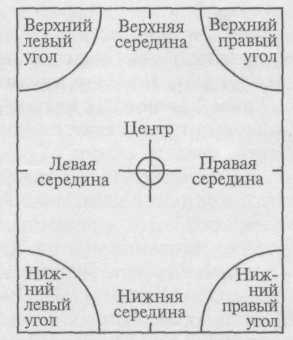 Верхний
левый
угол
Верхняя
середина
Верхний
правый
угол
Центр
Левая
середина
Правая
середина
Ниж-
ний
левый
угол
Нижняя
середина
Ниж-
ний
правый
угол